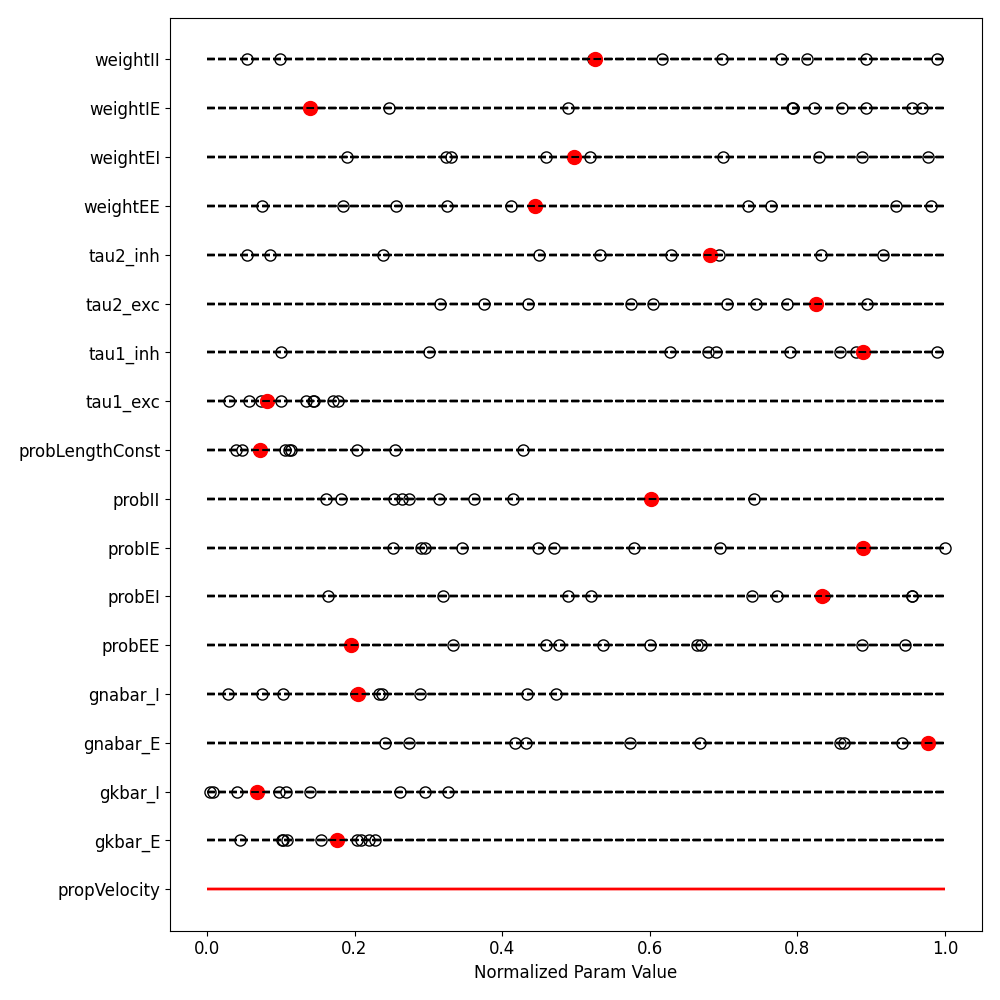 weightII
weightIE
weightEI
weightEE
tau2_inh
tau2_exc
tau1_inh
tau1_exc
probLengthConst
probII
probIE
probEI
probEE
gnabar_I
gnabar_E
gkbar_I
gkbar_E
propVelocity
0.0 0.2 0.4 0.6 0.8 1.0
Normalized Param Value